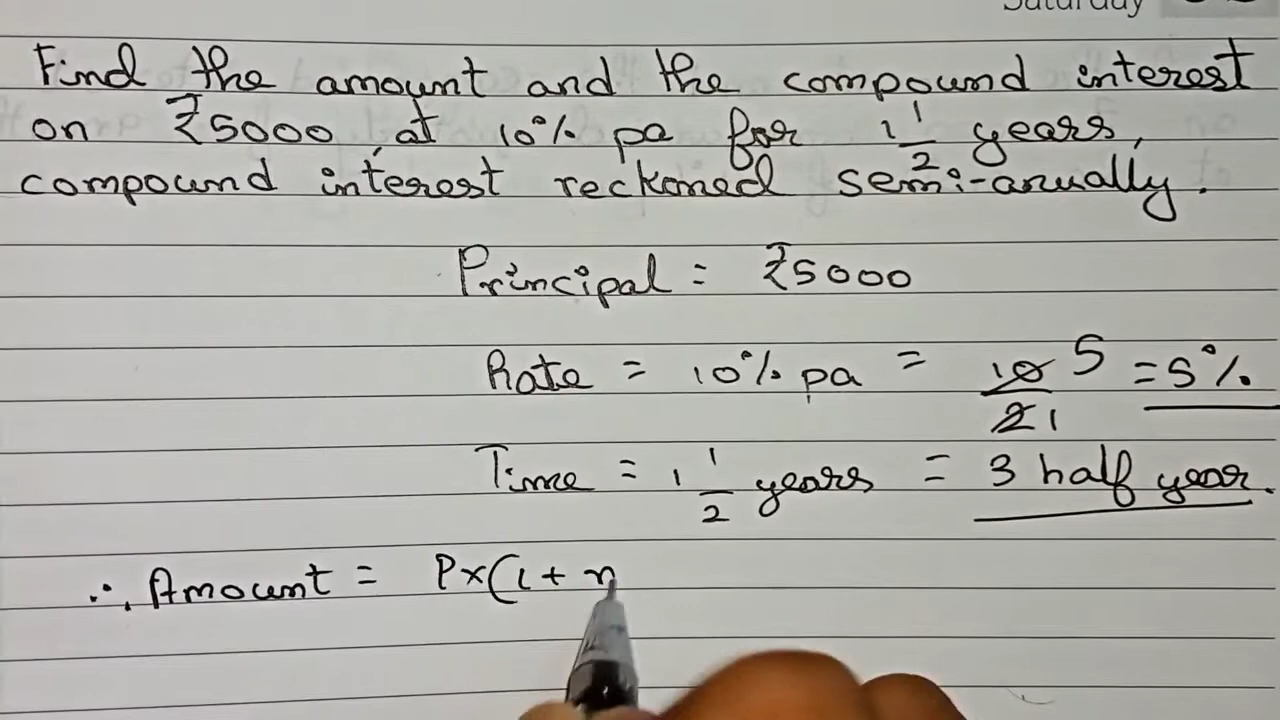 Saturday
Find the amount and the compound interest
on ₹5000, at 10% pa for 1 1/2 years,
compound interest reckoned semi-anually.
Principal = ₹5000
Rate = 10% pa = 10/2 5/1 = 5%
Time = 1 1/2 years = 3 half year.
∴ Amount = P×(1 + r